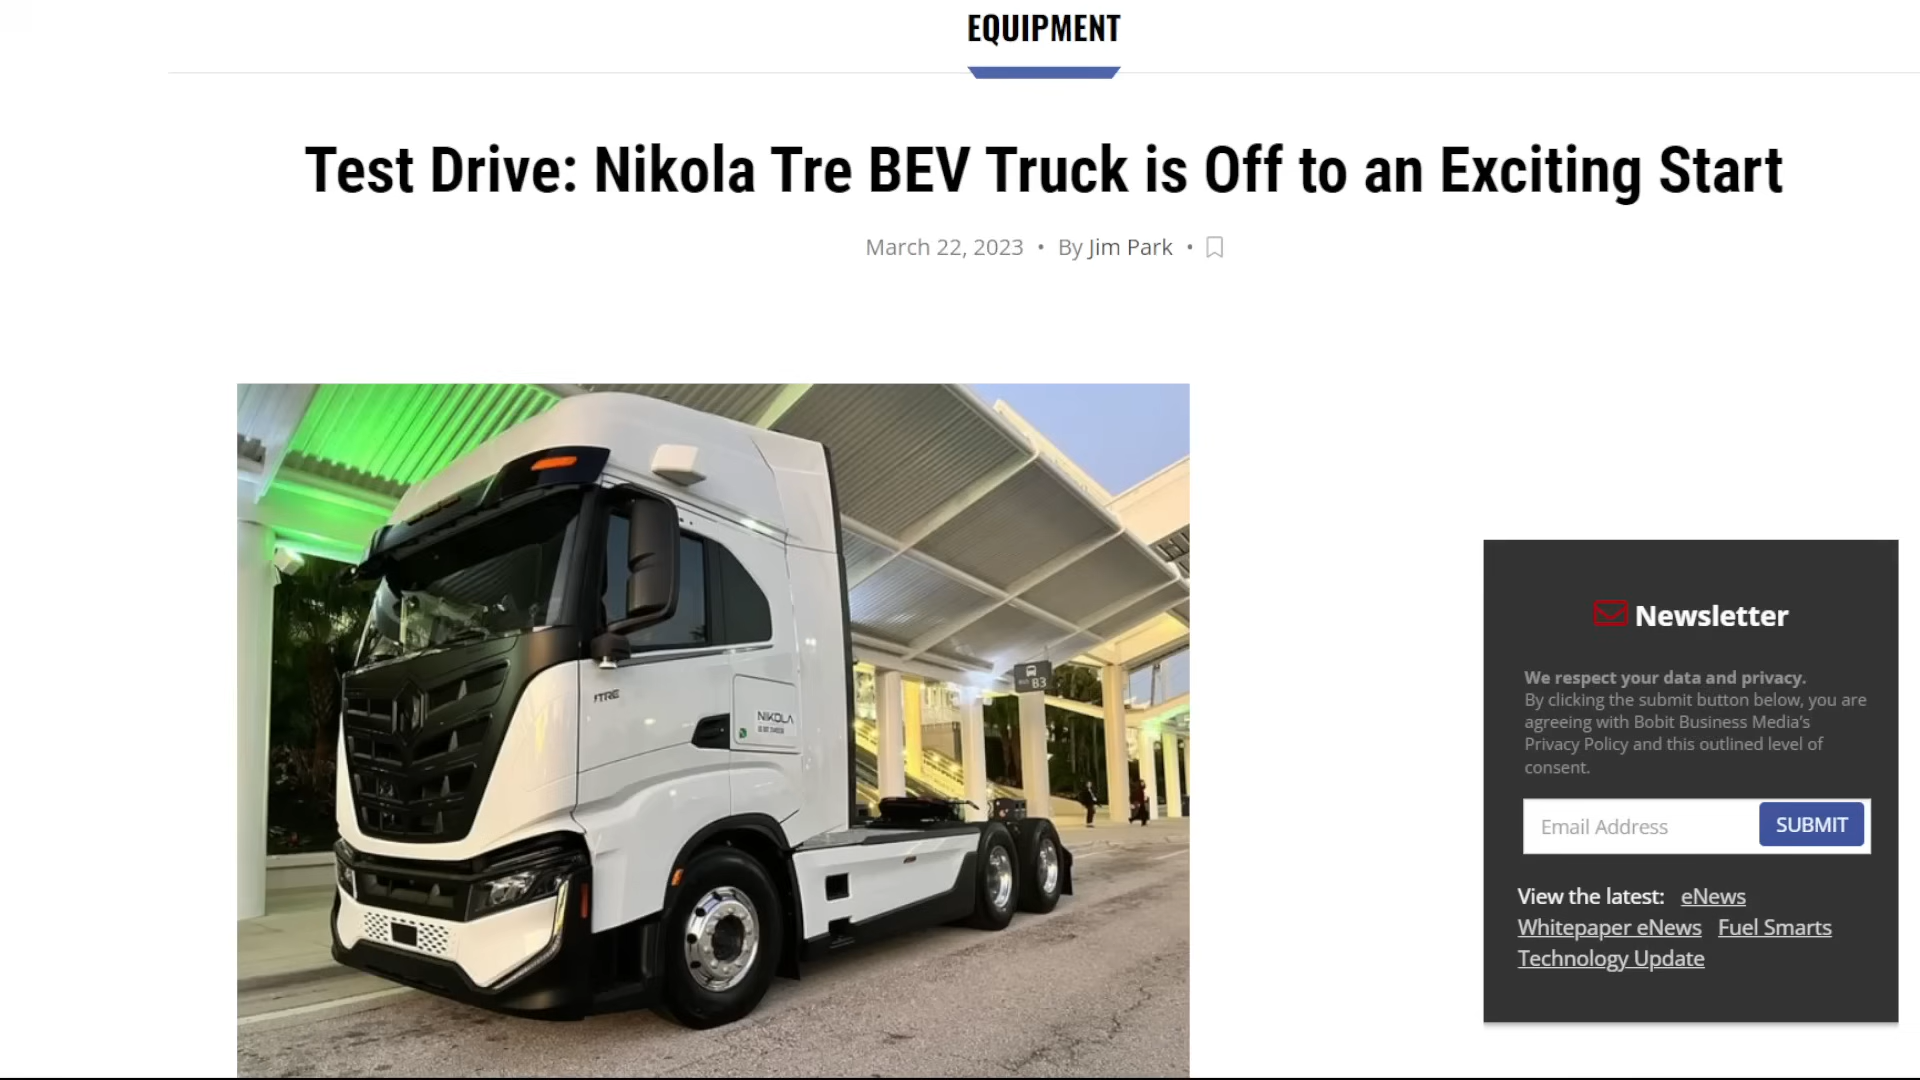 EQUIPMENT
Test Drive: Nikola Tre BEV Truck is Off to an Exciting Start
March 22, 2023 • By Jim Park •
TRE
NIKOLA
B3
Newsletter
We respect your data and privacy.
By clicking the submit button below, you are
agreeing with Bobit Business Media's
Privacy Policy and this outlined level of
consent.
Email Address SUBMIT
View the latest: eNews
Whitepaper eNews Fuel Smarts
Technology Update